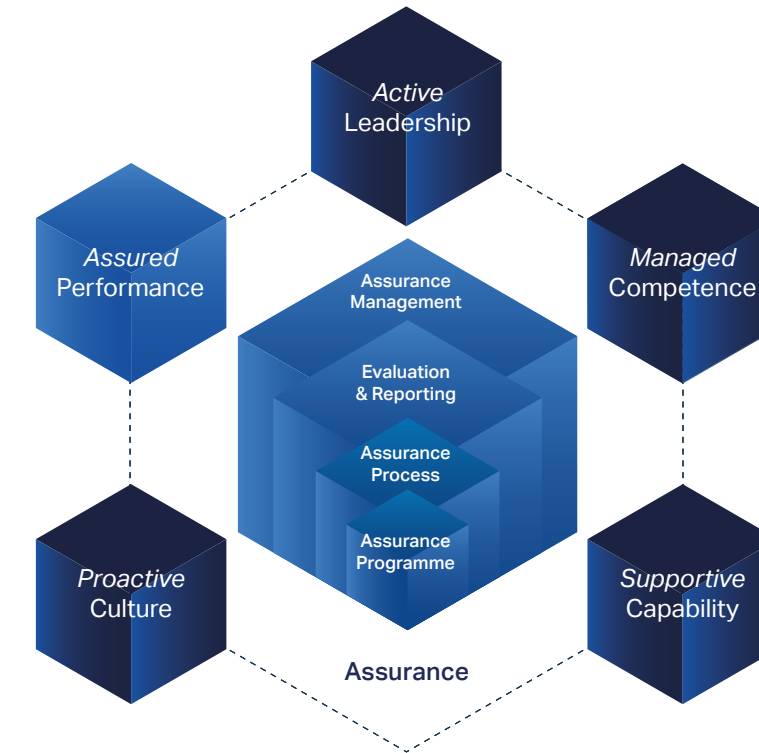 Active
Leadership
Assured
Performance
Managed
Competence
Assurance
Management
Evaluation
& Reporting
Assurance
Process
Assurance
Programme
Proactive
Culture
Supportive
Capability
Assurance